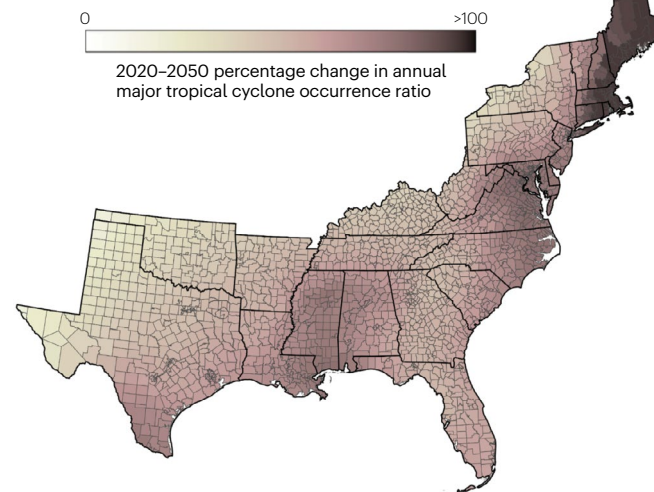 0 >100
2020–2050 percentage change in annual
major tropical cyclone occurrence ratio